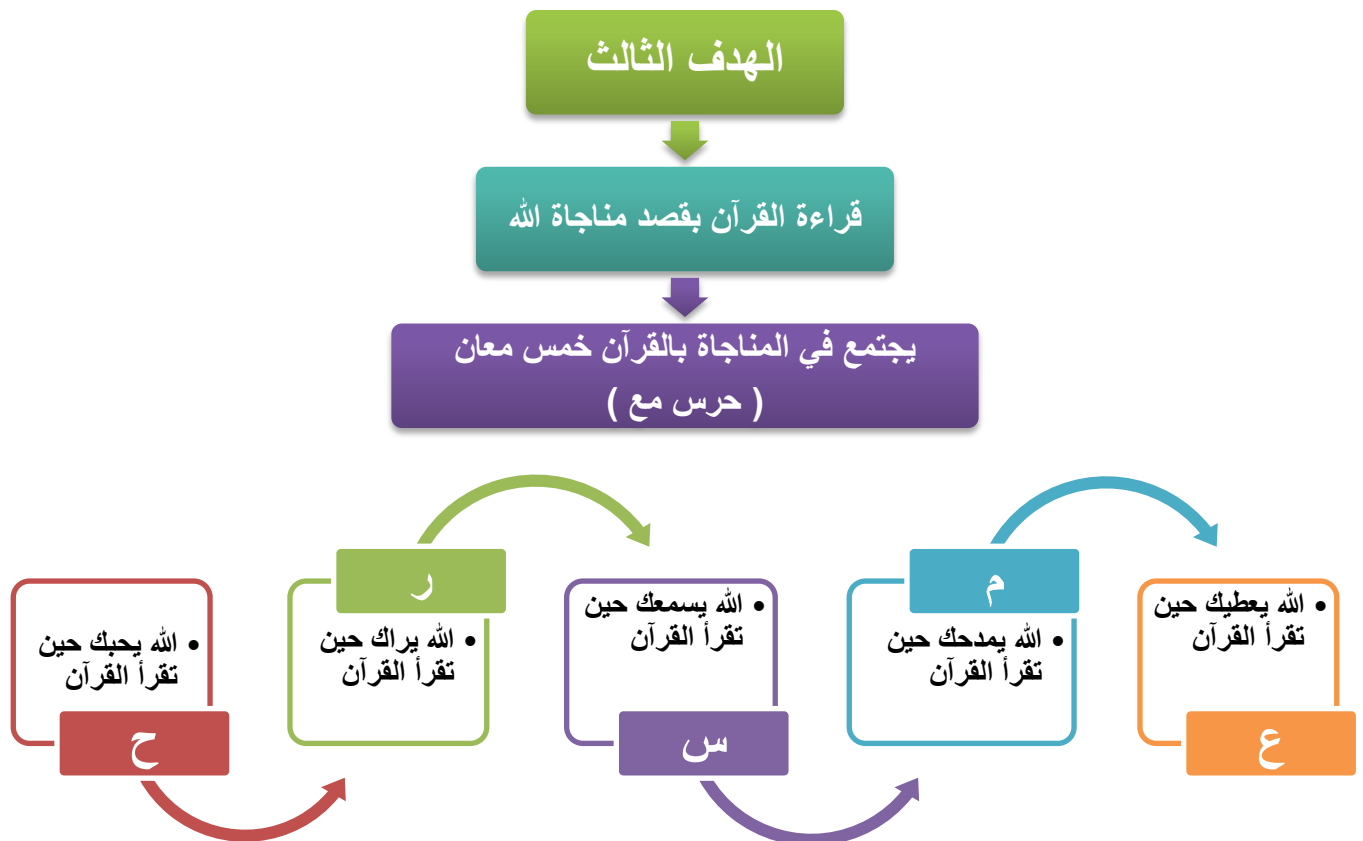 الهدف الثالث
قراءة القرآن بقصد مناجاة الله
يجتمع في المناجاة بالقرآن خمس معان
( حرس مع )
• الله يحبك حين
تقرأ القرآن
ح
ر
• الله يراك حين
تقرأ القرآن
• الله يسمعك حين
تقرأ القرآن
س
م
• الله يمدحك حين
تقرأ القرآن
• الله يعطيك حين
تقرأ القرآن
ع